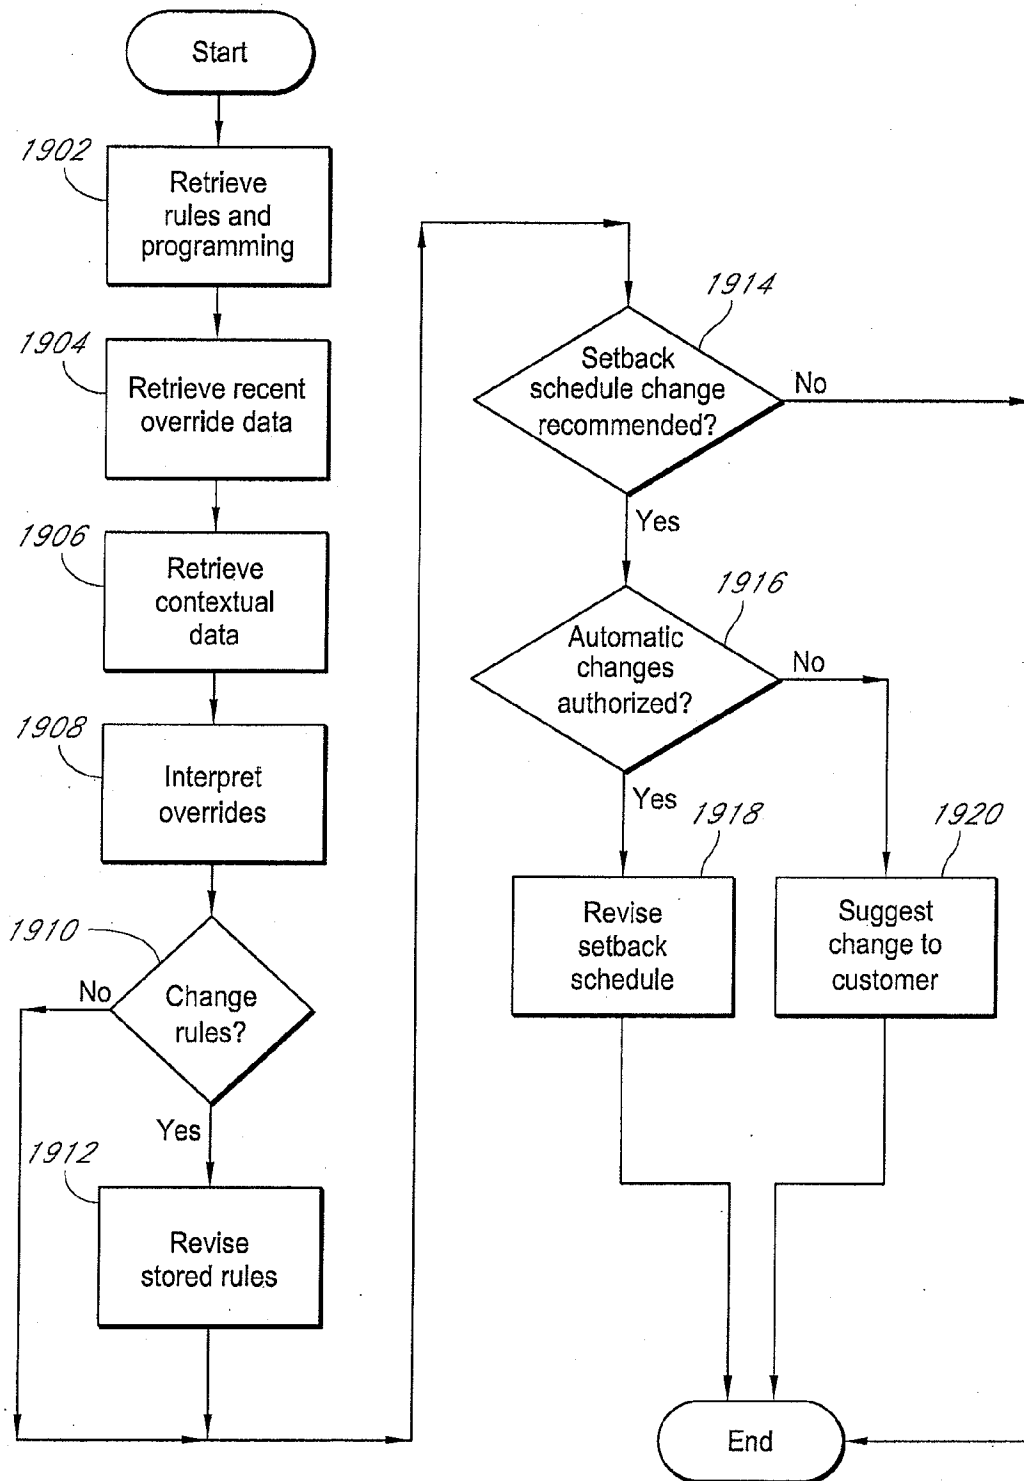 Start
1902
Retrieve
rules and
programming
1904
Retrieve recent
override data
1906
Retrieve
contextual
data
1908
Interpret
overrides
1910
No
Change
rules?
Yes
1912
Revise
stored rules
1914
Setback
schedule change
recommended?
No
Yes
1916
Automatic
changes
authorized?
No
Yes
1918
Revise
setback
schedule
1920
Suggest
change to
customer
End